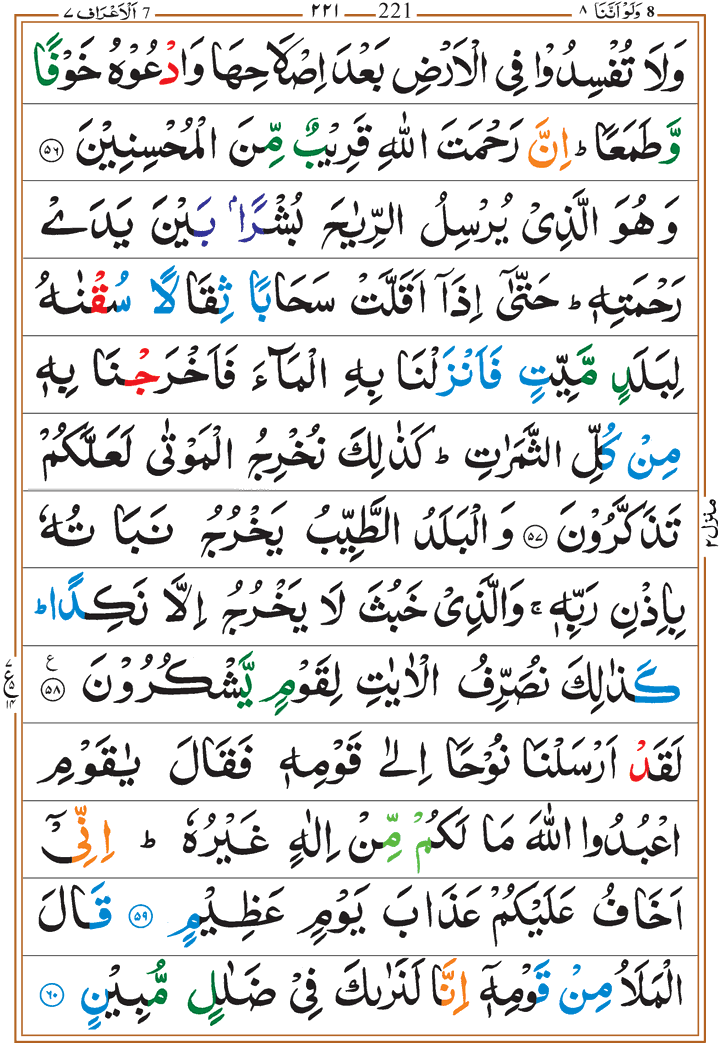 7 اَلْاَعْرَاف ٧ ٢٢١ 221 8 وَلَوْ اَنَّنَا ٨
وَلَا تُفْسِدُوْا فِى الْاَرْضِ بَعْدَ اِصْلَاحِهَا وَادْعُوْهُ خَوْفًا
وَّطَمَعًا ؕ اِنَّ رَحْمَتَ اللّٰهِ قَرِيْبٌ مِّنَ الْمُحْسِنِيْنَ ۝٥٦
وَهُوَ الَّذِىْ يُرْسِلُ الرِّيٰحَ بُشْرًاۢ بَيْنَ يَدَىْ
رَحْمَتِهٖ ؕ حَتّٰۤى اِذَاۤ اَقَلَّتْ سَحَابًا ثِقَالًا سُقْنٰهُ
لِبَلَدٍ مَّيِّتٍ فَاَنْزَلْنَا بِهِ الْمَآءَ فَاَخْرَجْنَا بِهٖ
مِنْ كُلِّ الثَّمَرٰتِ ؕ كَذٰلِكَ نُخْرِجُ الْمَوْتٰى لَعَلَّكُمْ
تَذَكَّرُوْنَ ۝٥٧ وَالْبَلَدُ الطَّيِّبُ يَخْرُجُ نَبَاتُهٗ
بِاِذْنِ رَبِّهٖ ۚ وَالَّذِىْ خَبُثَ لَا يَخْرُجُ اِلَّا نَكِدًا ؕ
كَذٰلِكَ نُصَرِّفُ الْاٰيٰتِ لِقَوْمٍ يَّشْكُرُوْنَ ۝٥٨ ع
لَقَدْ اَرْسَلْنَا نُوْحًا اِلٰى قَوْمِهٖ فَقَالَ يٰقَوْمِ
اعْبُدُوا اللّٰهَ مَا لَكُمْ مِّنْ اِلٰهٍ غَيْرُهٗ ؕ اِنِّىْۤ
اَخَافُ عَلَيْكُمْ عَذَابَ يَوْمٍ عَظِيْمٍ ۝٥٩ قَالَ
الْمَلَاُ مِنْ قَوْمِهٖۤ اِنَّا لَنَرٰىكَ فِىْ ضَلٰلٍ مُّبِيْنٍ ۝٦٠
منزل ٢